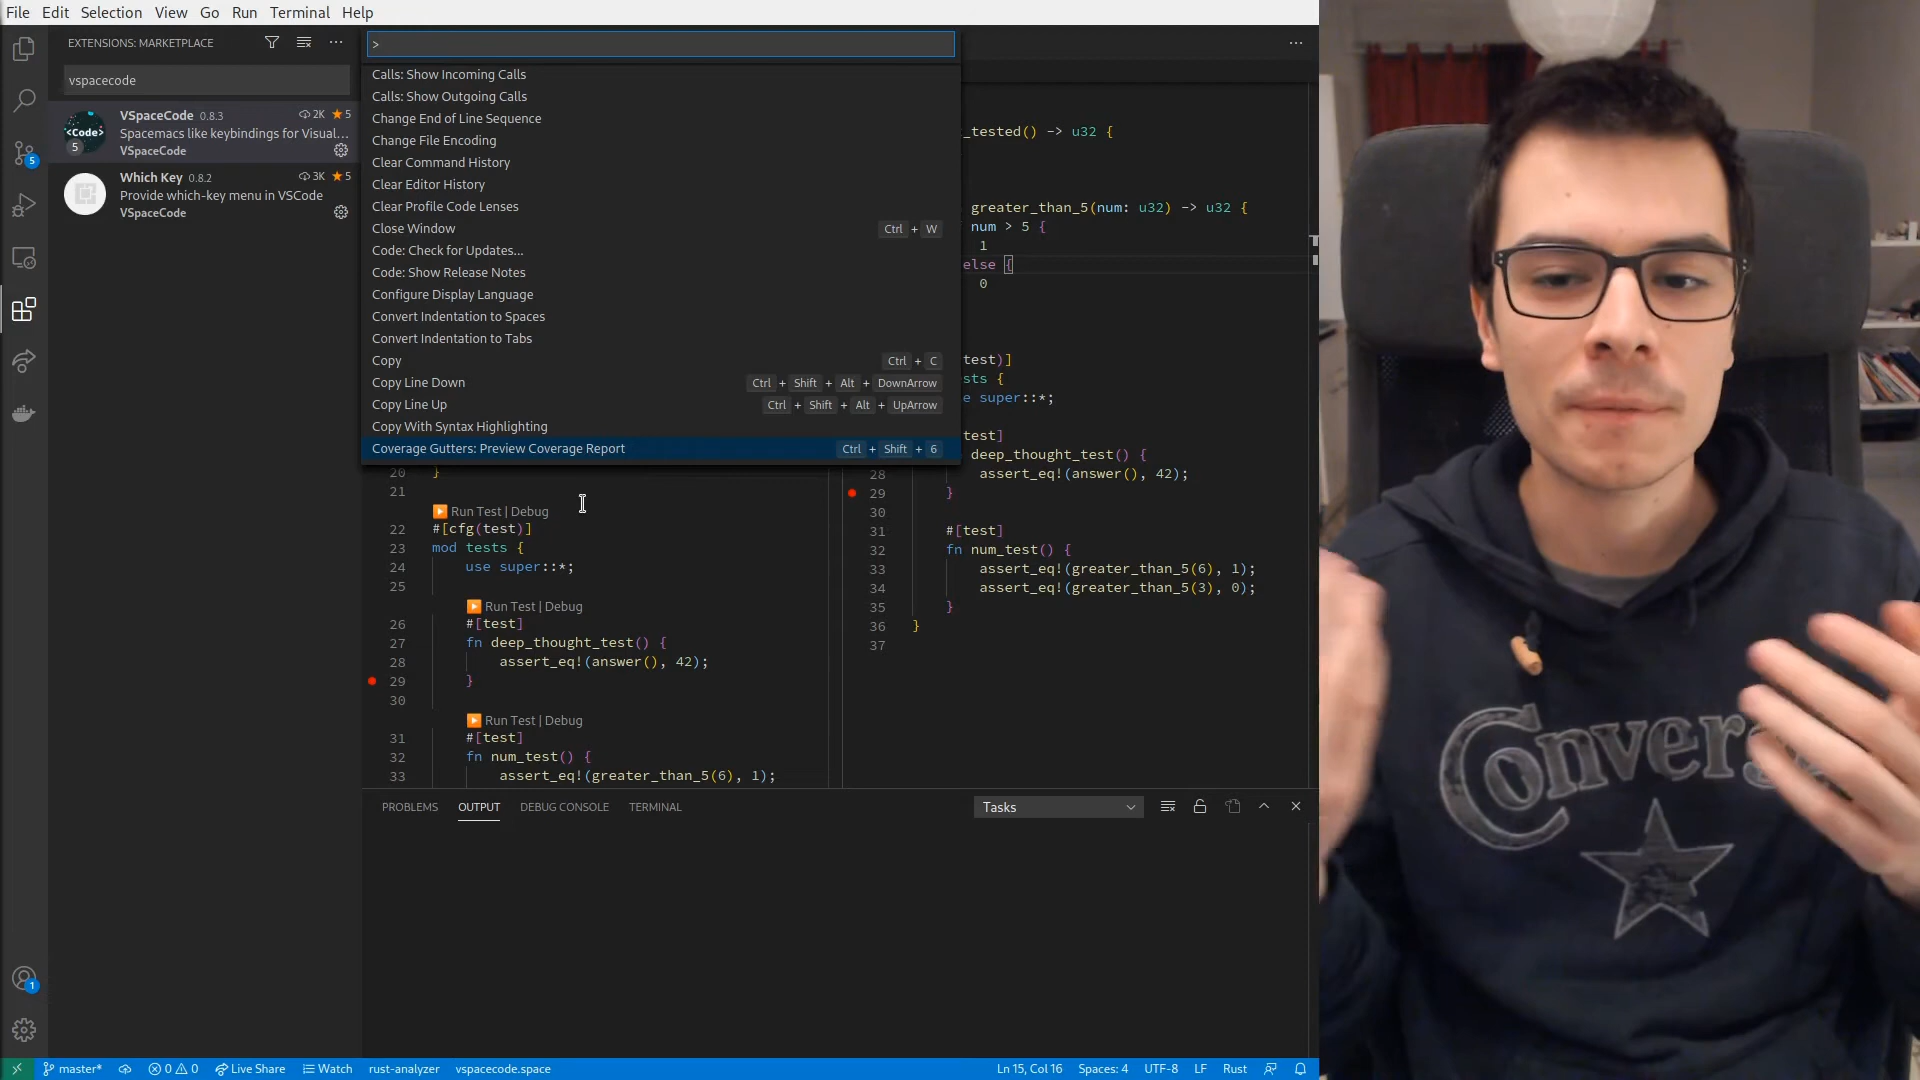 File Edit Selection View Go Run Terminal Help
EXTENSIONS: MARKETPLACE
vspacecode
<Code>
5
VSpaceCode 0.8.3 2K ★5
Spacemacs like keybindings for Visual...
VSpaceCode
Which Key 0.8.2 3K ★5
Provide which-key menu in VSCode
VSpaceCode
5
1
>
Calls: Show Incoming Calls
Calls: Show Outgoing Calls
Change End of Line Sequence
Change File Encoding
Clear Command History
Clear Editor History
Clear Profile Code Lenses
Close Window Ctrl + W
Code: Check for Updates...
Code: Show Release Notes
Configure Display Language
Convert Indentation to Spaces
Convert Indentation to Tabs
Copy Ctrl + C
Copy Line Down Ctrl + Shift + Alt + DownArrow
Copy Line Up Ctrl + Shift + Alt + UpArrow
Copy With Syntax Highlighting
Coverage Gutters: Preview Coverage Report Ctrl + Shift + 6
20 }
21
Run Test | Debug
22 #[cfg(test)]
23 mod tests {
24 use super::*;
25
Run Test | Debug
26 #[test]
27 fn deep_thought_test() {
28 assert_eq!(answer(), 42);
29 }
30
Run Test | Debug
31 #[test]
32 fn num_test() {
33 assert_eq!(greater_than_5(6), 1);
_tested() -> u32 {
greater_than_5(num: u32) -> u32 {
num > 5 {
1
else {
0
test)]
sts {
e super::*;
test]
deep_thought_test() {
28 assert_eq!(answer(), 42);
29 }
30
31 #[test]
32 fn num_test() {
33 assert_eq!(greater_than_5(6), 1);
34 assert_eq!(greater_than_5(3), 0);
35 }
36 }
37
PROBLEMS OUTPUT DEBUG CONSOLE TERMINAL Tasks
master* 0 0 Live Share Watch rust-analyzer vspacecode.space Ln 15, Col 16 Spaces: 4 UTF-8 LF Rust
Converse